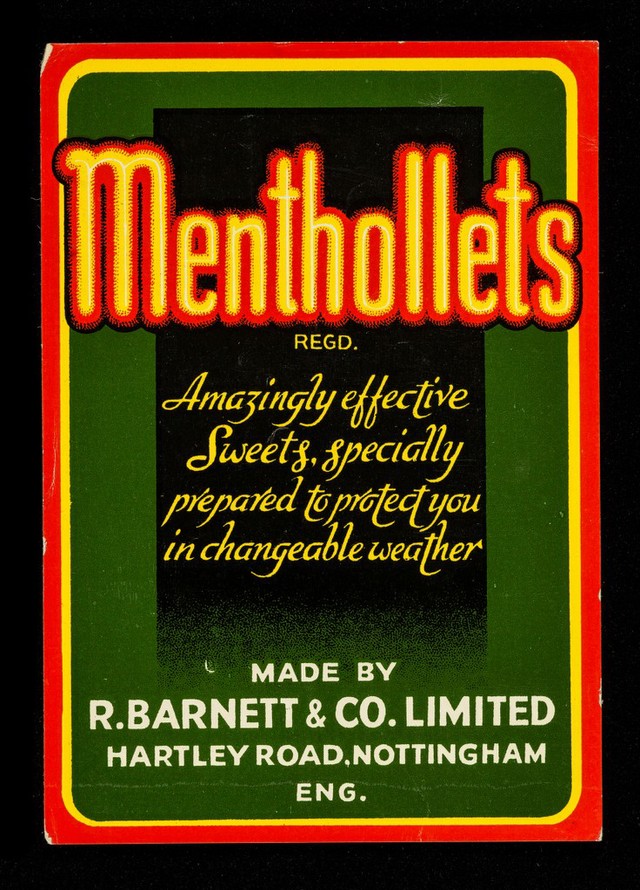 Menthollets
REGD.
Amazingly effective
Sweets, specially
prepared to protect you
in changeable weather
MADE BY
R. BARNETT & CO. LIMITED
HARTLEY ROAD, NOTTINGHAM
ENG.